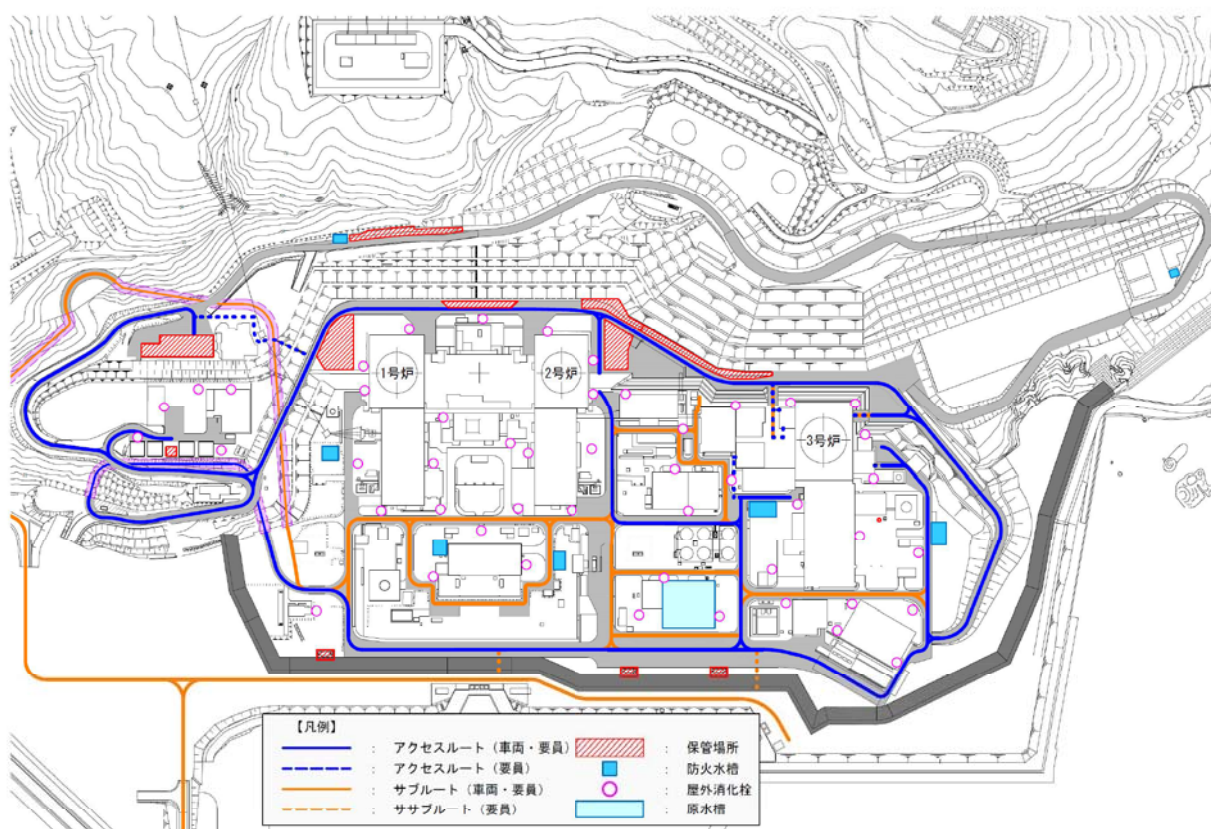 1号炉
2号炉
3号炉
【凡例】
： アクセスルート（車両・要員）
： アクセスルート（要員）
： サブルート（車両・要員）
： ササブルート（要員）
： 保管場所
： 防火水槽
： 屋外消化栓
： 原水槽